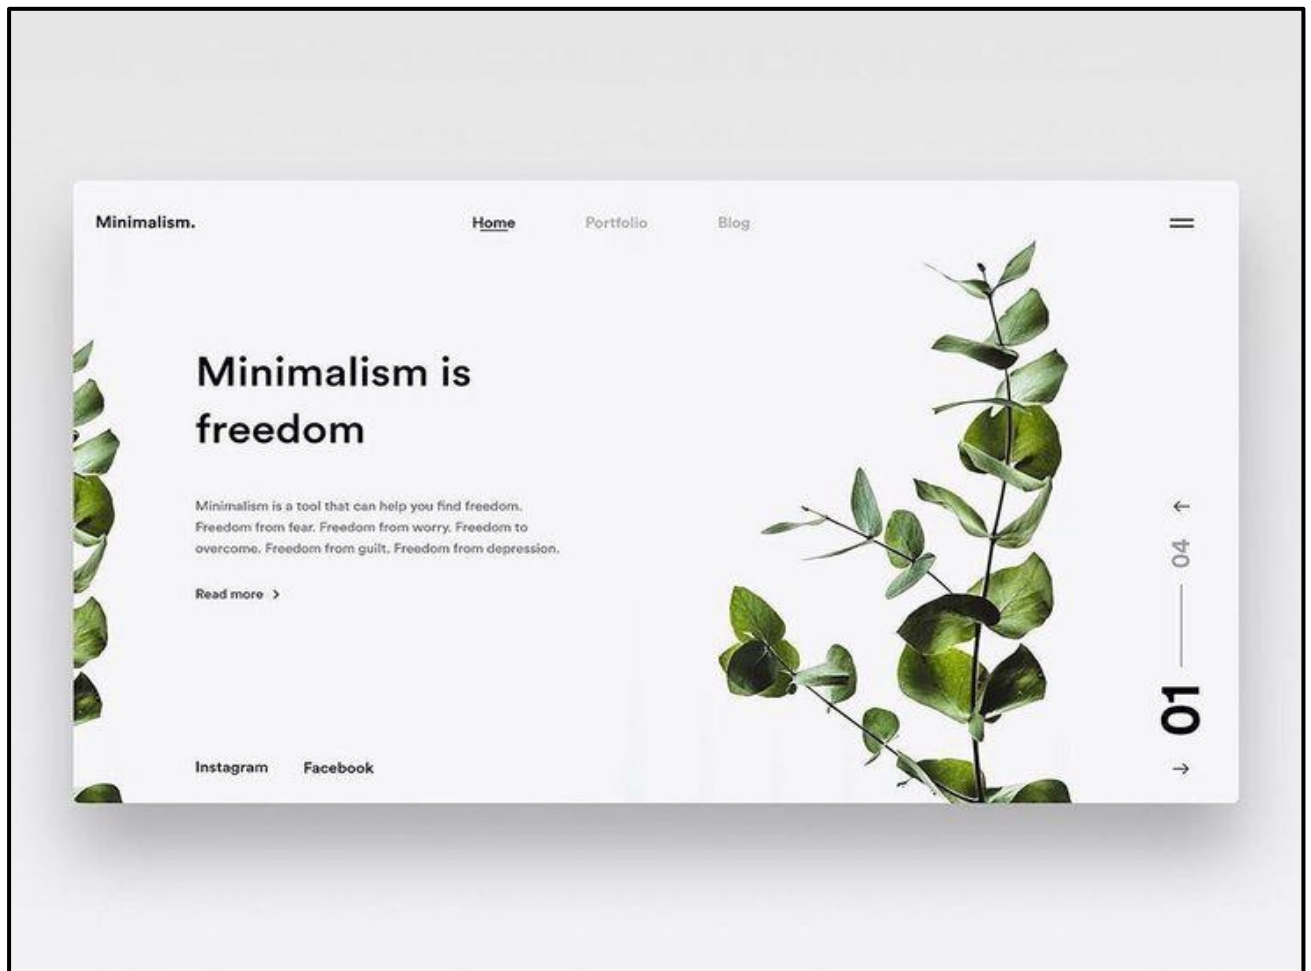 Minimalism.
Home
Portfolio
Blog
Minimalism is
freedom
Minimalism is a tool that can help you find freedom.
Freedom from fear. Freedom from worry. Freedom to
overcome. Freedom from guilt. Freedom from depression.
Read more
04
01
Instagram
Facebook